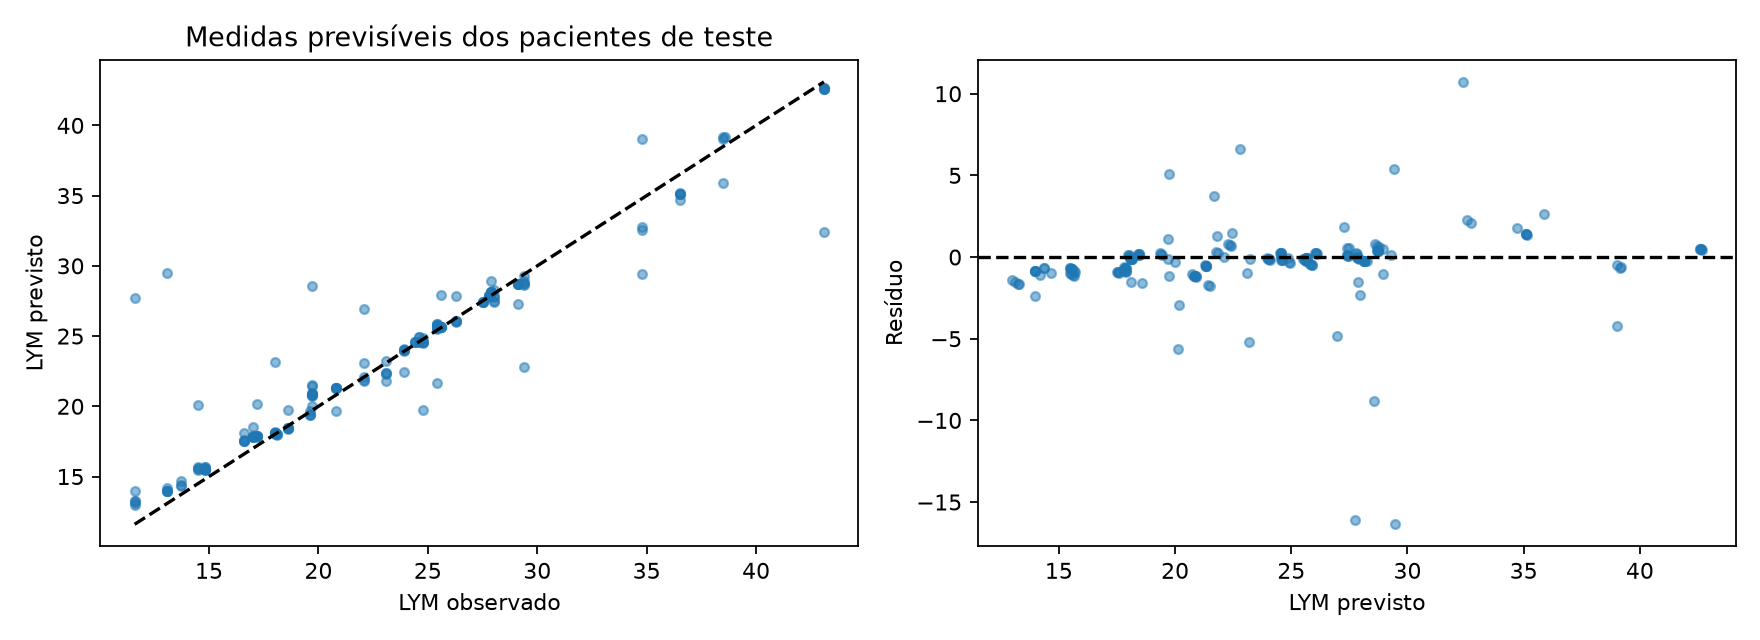 Medidas previsíveis dos pacientes de teste
LYM previsto
40
35
30
25
20
15
15 20 25 30 35 40
LYM observado
Resíduo
10
5
0
−5
−10
−15
15 20 25 30 35 40
LYM previsto